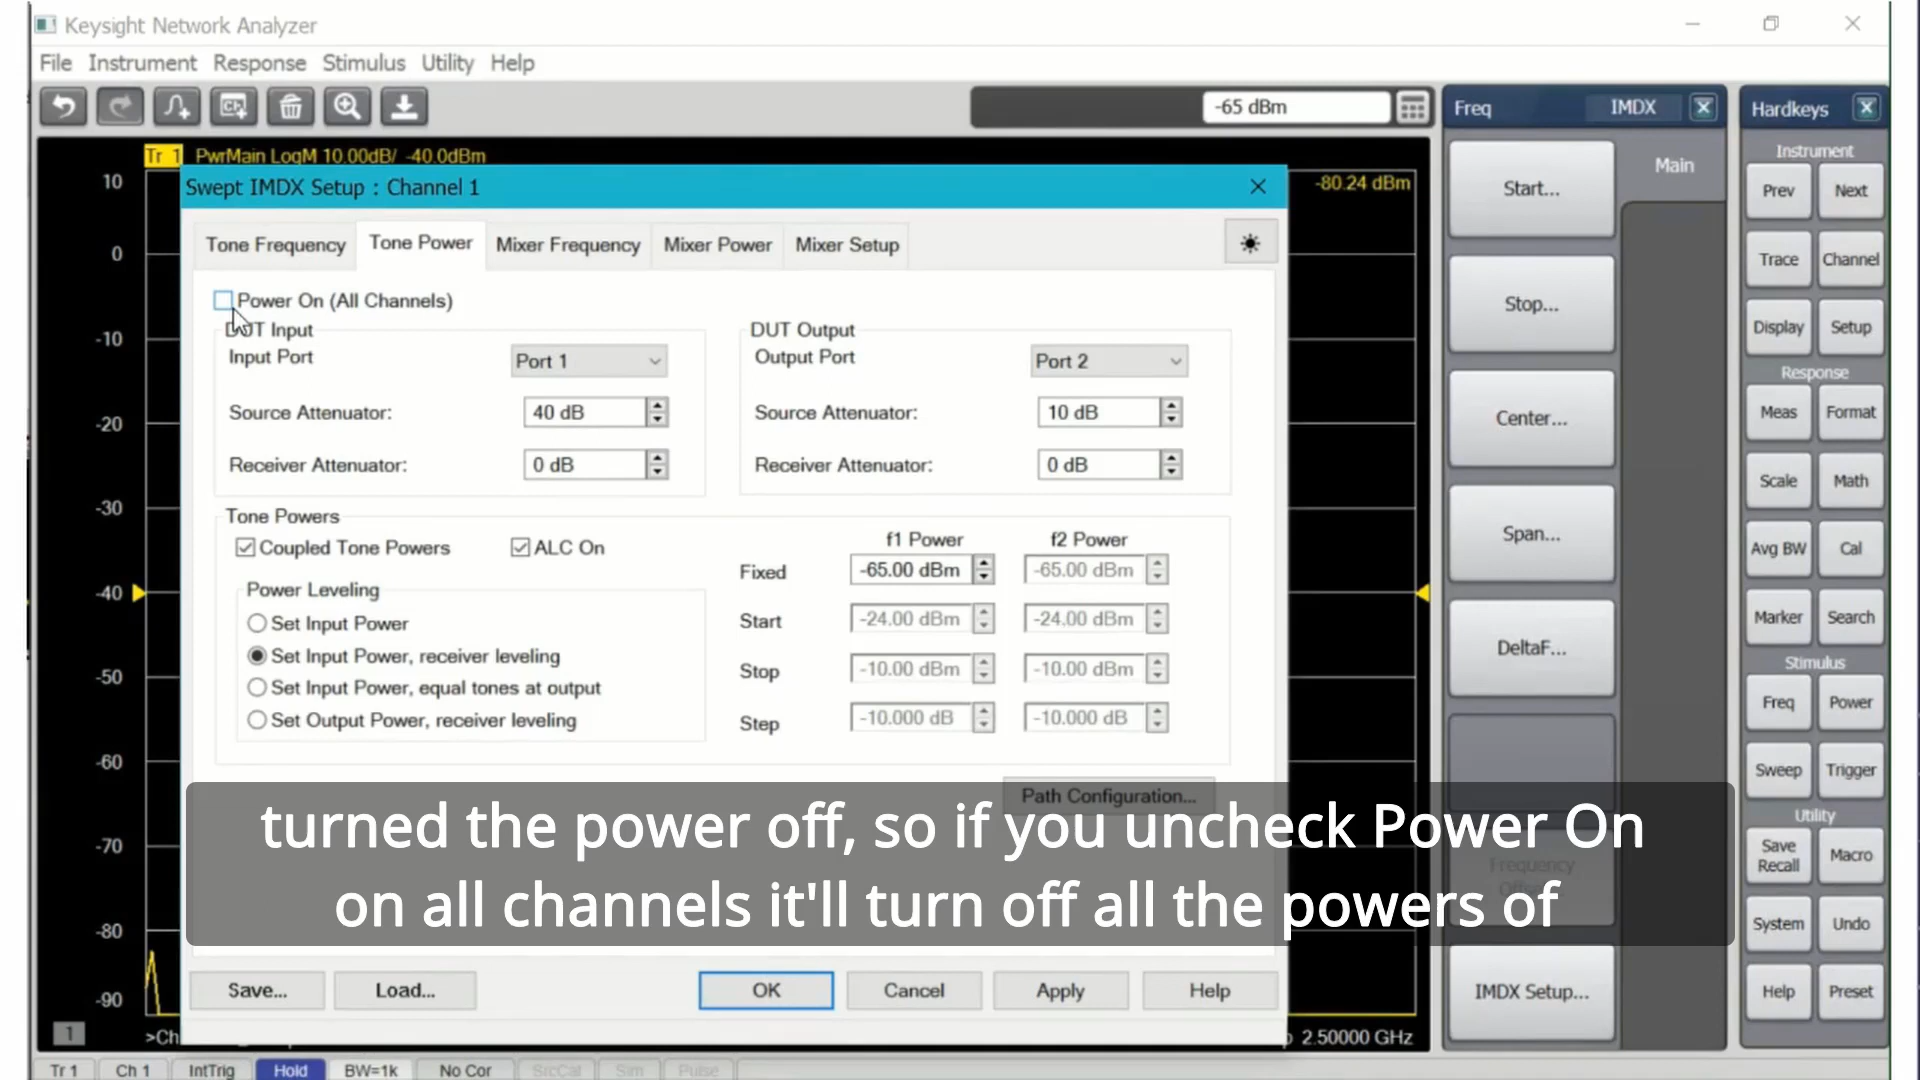 Keysight Network Analyzer
File Instrument Response Stimulus Utility Help
-65 dBm
Freq IMDX
Hardkeys
Tr 1 PwrMain LogM 10.00dB/ -40.0dBm
-80.24 dBm
10
0
-10
-20
-30
-40
-50
-60
-70
-80
-90
Swept IMDX Setup : Channel 1
Tone Frequency Tone Power Mixer Frequency Mixer Power Mixer Setup
Power On (All Channels)
DUT Input
Input Port Port 1
Source Attenuator: 40 dB
Receiver Attenuator: 0 dB
DUT Output
Output Port Port 2
Source Attenuator: 10 dB
Receiver Attenuator: 0 dB
Tone Powers
Coupled Tone Powers ALC On
Power Leveling
Set Input Power
Set Input Power, receiver leveling
Set Input Power, equal tones at output
Set Output Power, receiver leveling
f1 Power f2 Power
Fixed -65.00 dBm -65.00 dBm
Start -24.00 dBm -24.00 dBm
Stop -10.00 dBm -10.00 dBm
Step -10.000 dB -10.000 dB
Path Configuration...
turned the power off, so if you uncheck Power On
on all channels it'll turn off all the powers of
Save... Load... OK Cancel Apply Help
1 >Ch 2.50000 GHz
Tr 1 Ch 1 IntTrig Hold BW=1k No Cor SrcCal Sim Pulse
Main
Start...
Stop...
Center...
Span...
DeltaF...
Frequency
IMDX Setup...
Instrument
Prev Next
Trace Channel
Display Setup
Response
Meas Format
Scale Math
Avg BW Cal
Marker Search
Stimulus
Freq Power
Sweep Trigger
Utility
Save Recall Macro
System Undo
Help Preset